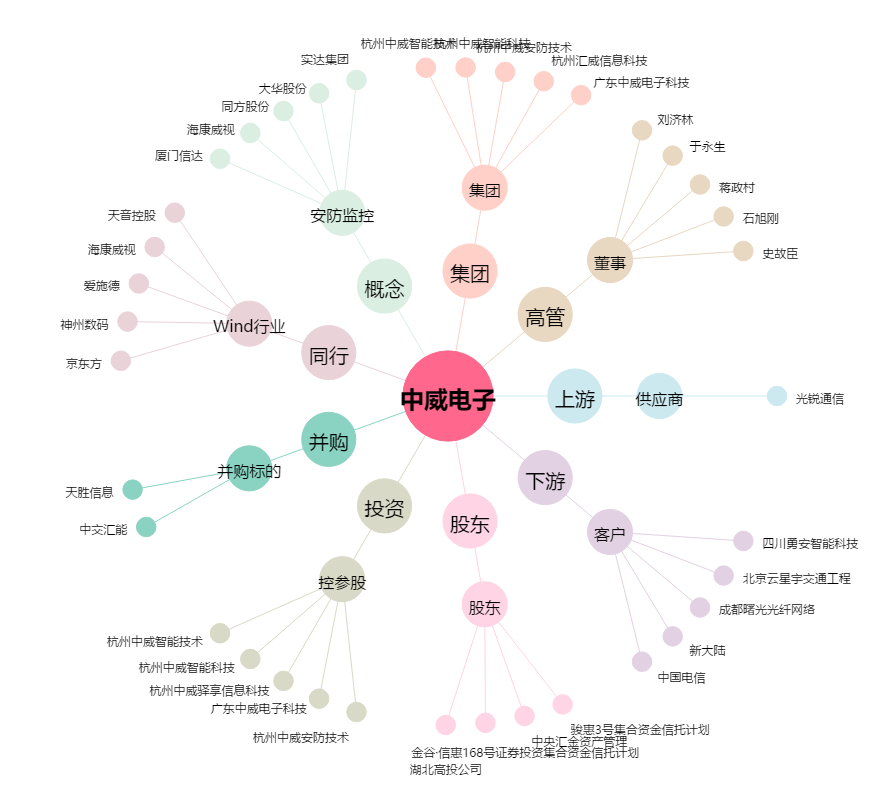 杭州中威智能技术
杭州中威智能科技
杭州中威安防技术
杭州汇威信息科技
广东中威电子科技
集团
集团
实达集团
大华股份
同方股份
海康威视
厦门信达
安防监控
概念
刘济林
于永生
蒋政村
石旭刚
史故臣
董事
高管
天音控股
海康威视
爱施德
神州数码
京东方
Wind行业
同行
中威电子
上游
供应商
光锐通信
并购
并购标的
天胜信息
中交汇能
下游
客户
四川勇安智能科技
北京云星宇交通工程
成都曙光光纤网络
新大陆
中国电信
投资
控参股
杭州中威智能技术
杭州中威智能科技
杭州中威驿享信息科技
广东中威电子科技
杭州中威安防技术
股东
股东
骏惠3号集合资金信托计划
中央汇金资产管理
金谷·信惠168号证券投资集合资金信托计划
湖北高投公司